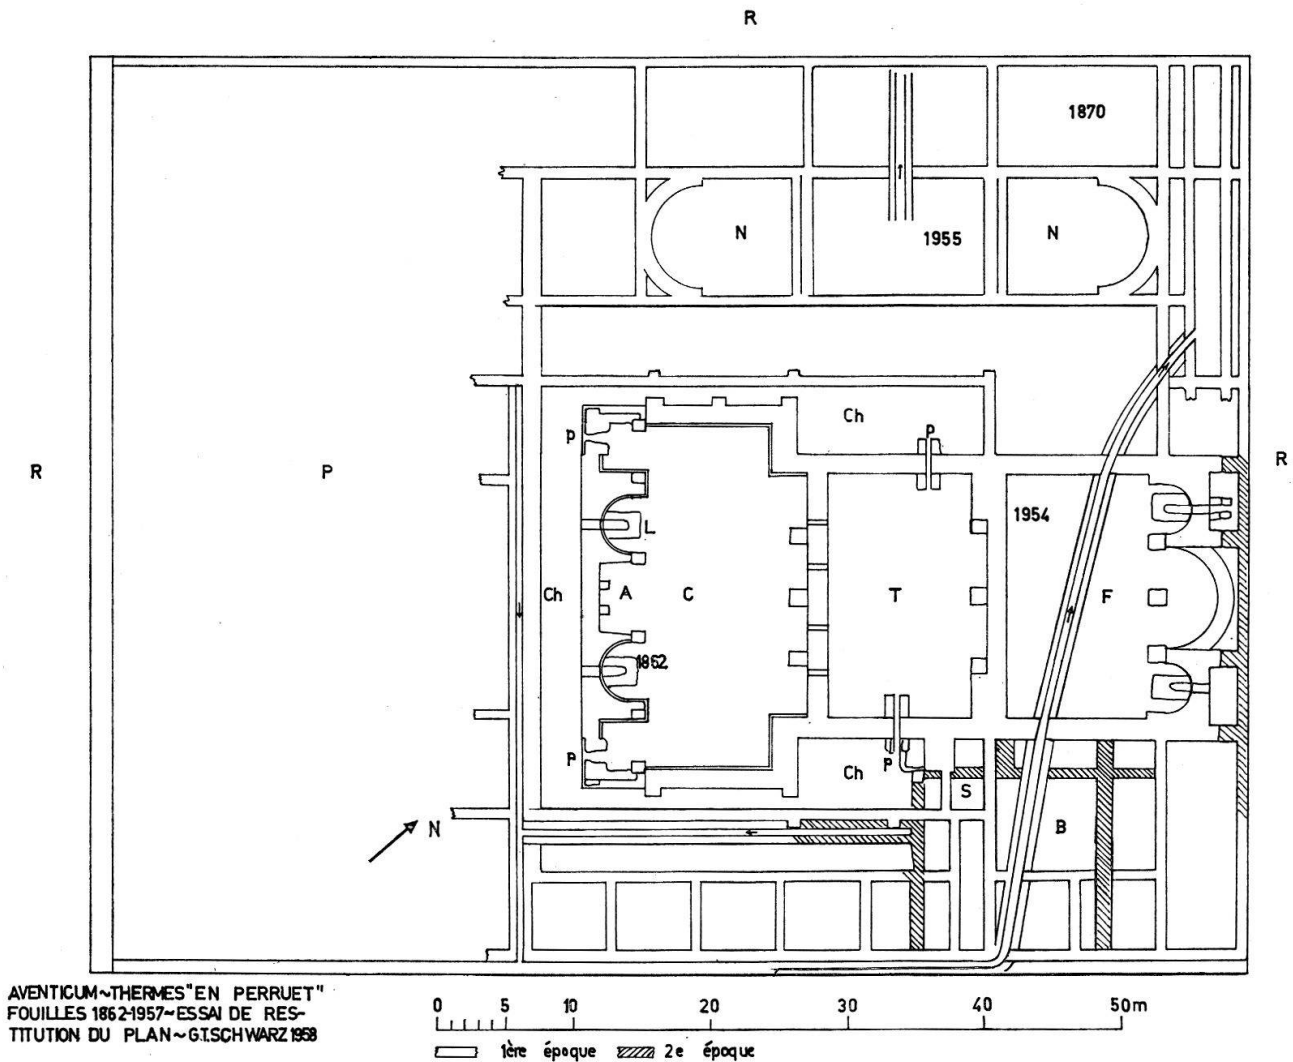 R
1870
N
1955
N
Ch
P
P
R
P
R
1954
L
Ch
A
C
T
F
1862
P
Ch
P
S
B
N
AVENTICUM~THERMES"EN PERRUET"
FOUILLES 1862-1957~ESSAI DE RES-
TITUTION DU PLAN~G.T.SCHWARZ 1958
0 5 10 20 30 40 50m
1ère époque 2e époque